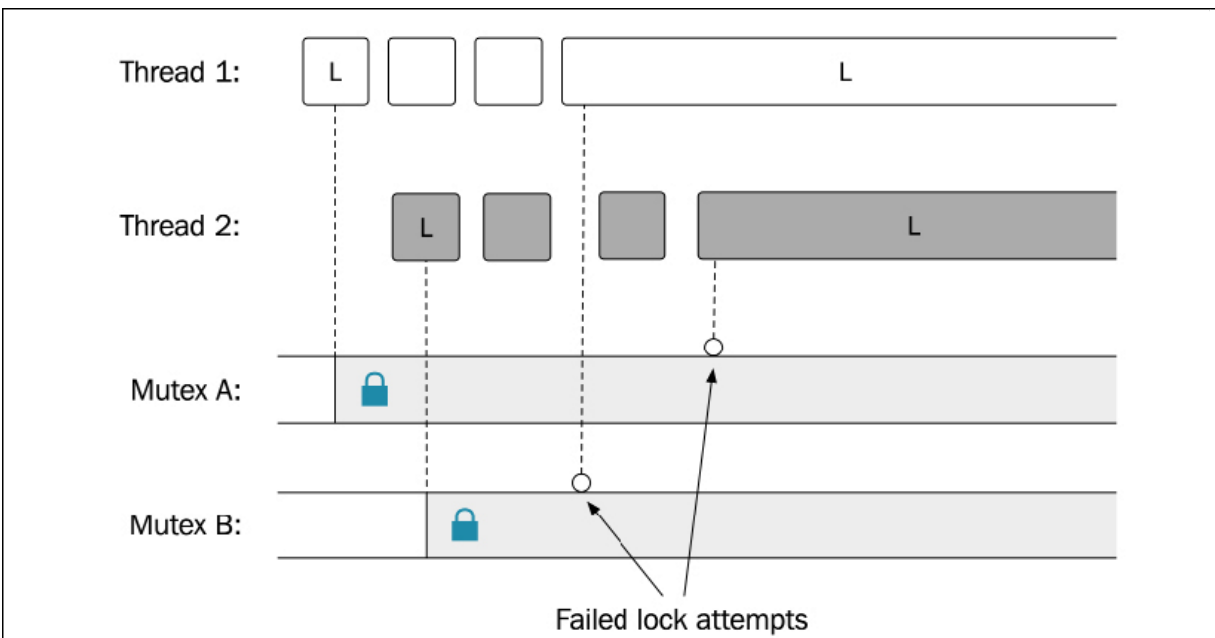 Thread 1:
L
L
Thread 2:
L
L
Mutex A:
Mutex B:
Failed lock attempts